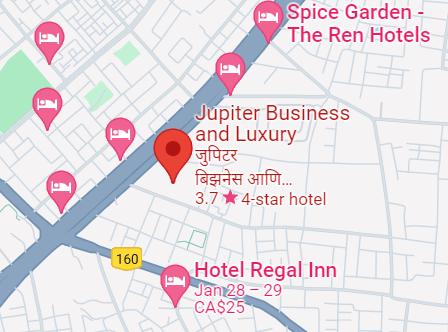 Spice Garden -
The Ren Hotels
Jupiter Business
and Luxury
जुपिटर
बिझनेस आणि...
3.7 ★ 4-star hotel
160
Hotel Regal Inn
Jan 28 – 29
CA$25